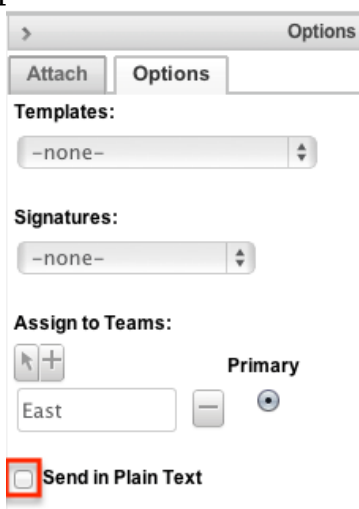 Options
Attach Options
Templates:
-none-
Signatures:
-none-
Assign to Teams:
Primary
East
Send in Plain Text